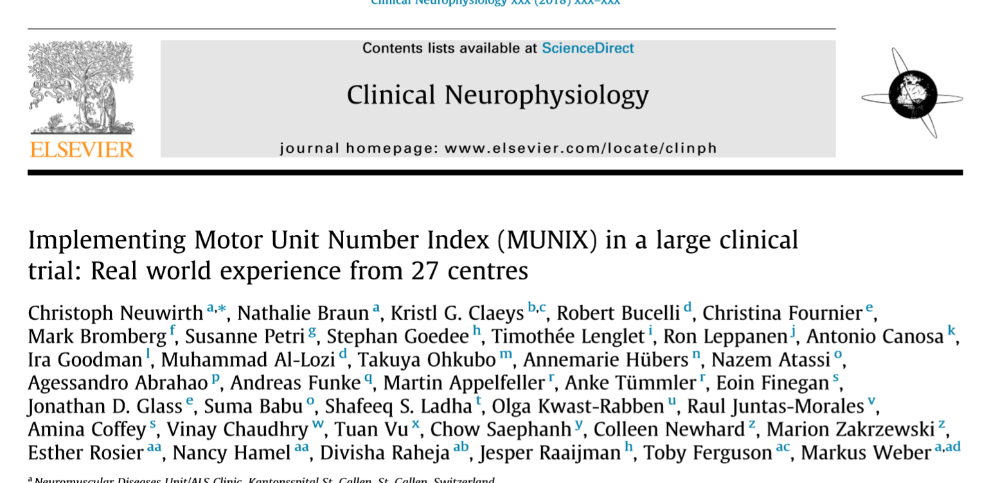 Clinical Neurophysiology xxx (2018) xxx–xxx
Contents lists available at ScienceDirect
Clinical Neurophysiology
journal homepage: www.elsevier.com/locate/clinph
NON SOLUS
ELSEVIER
Implementing Motor Unit Number Index (MUNIX) in a large clinical
trial: Real world experience from 27 centres
Christoph Neuwirth a,*, Nathalie Braun a, Kristl G. Claeys b,c, Robert Bucelli d, Christina Fournier e,
Mark Bromberg f, Susanne Petri g, Stephan Goedee h, Timothée Lenglet i, Ron Leppanen j, Antonio Canosa k,
Ira Goodman l, Muhammad Al-Lozi d, Takuya Ohkubo m, Annemarie Hübers n, Nazem Atassi o,
Agessandro Abrahao p, Andreas Funke q, Martin Appelfeller r, Anke Tümmler r, Eoin Finegan s,
Jonathan D. Glass e, Suma Babu o, Shafeeq S. Ladha t, Olga Kwast-Rabben u, Raul Juntas-Morales v,
Amina Coffey s, Vinay Chaudhry w, Tuan Vu x, Chow Saephanh y, Colleen Newhard z, Marion Zakrzewski z,
Esther Rosier aa, Nancy Hamel aa, Divisha Raheja ab, Jesper Raaijman h, Toby Ferguson ac, Markus Weber a,ad
a Neuromuscular Diseases Unit/ALS Clinic, Kantonsspital St. Gallen, St. Gallen, Switzerland